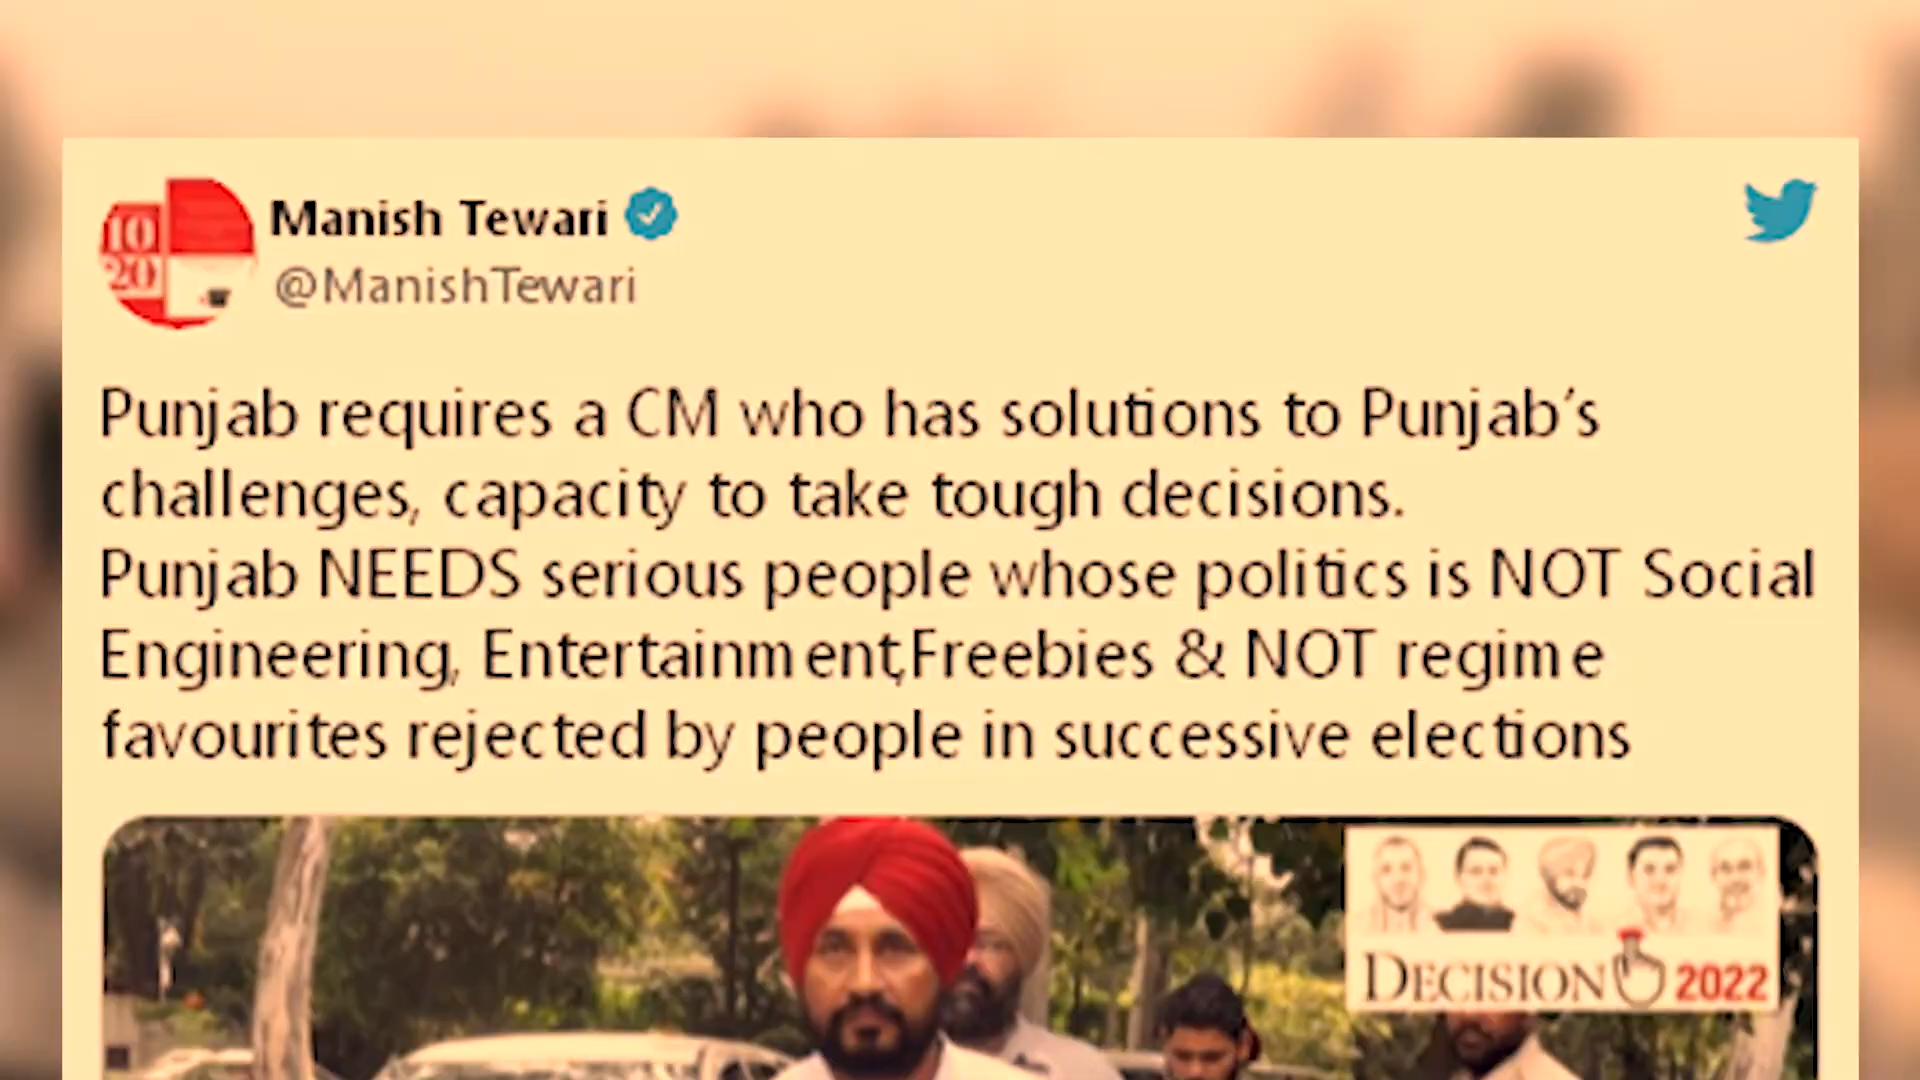 10
20
Manish Tewari
@ManishTewari
Punjab requires a CM who has solutions to Punjab's
challenges, capacity to take tough decisions.
Punjab NEEDS serious people whose politics is NOT Social
Engineering, Entertainment,Freebies & NOT regime
favourites rejected by people in successive elections
DECISION 2022